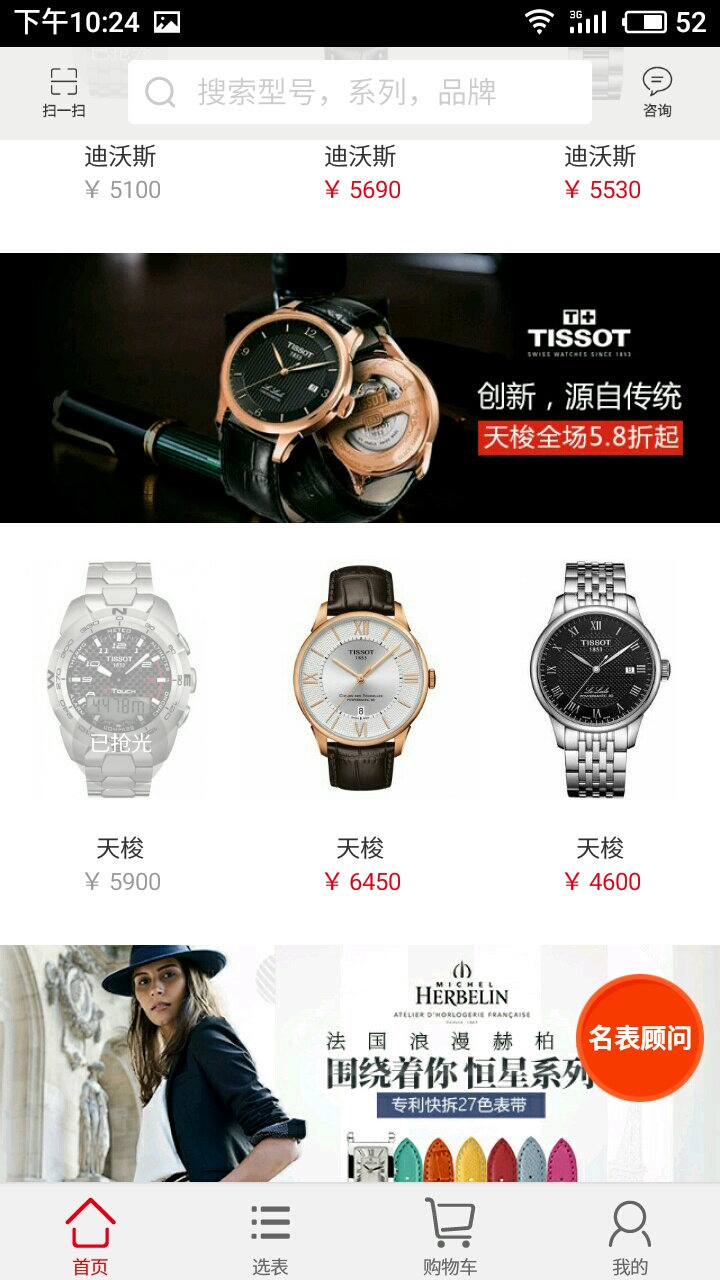 下午10:24
3G
52
扫一扫
搜索型号，系列，品牌
咨询
迪沃斯
迪沃斯
迪沃斯
¥ 5100
¥ 5690
¥ 5530
TISSOT
SWISS WATCHES SINCE 1853
创新，源自传统
天梭全场5.8折起
TISSOT
1853
已抢光
TISSOT
1853
TISSOT
1853
天梭
天梭
天梭
¥ 5900
¥ 6450
¥ 4600
MICHEL
HERBELIN
ATELIER D'HORLOGERIE FRANÇAISE
法国浪漫赫柏
围绕着你 恒星系列
专利快拆27色表带
名表顾问
首页
选表
购物车
我的